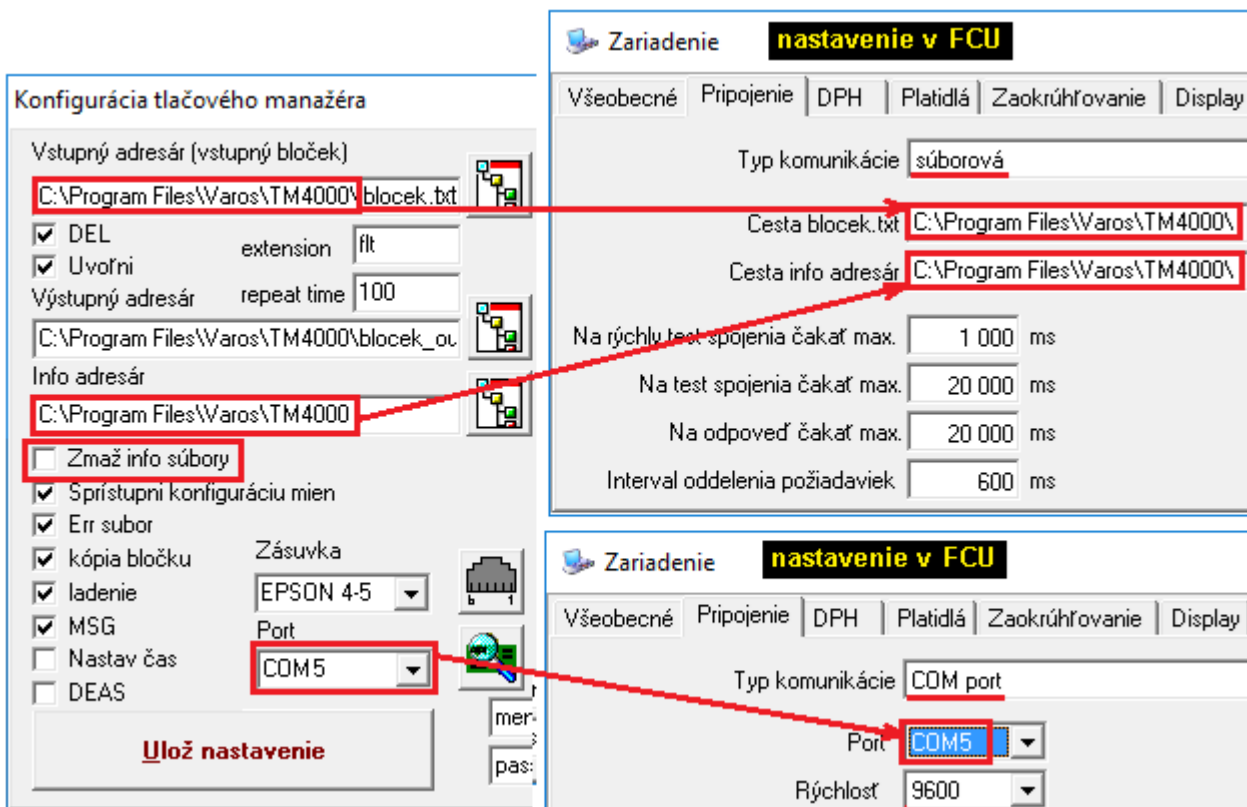 Konfigurácia tlačového manažéra
Vstupný adresár (vstupný bloček)
C:\Program Files\Varos\TM4000\blocek.txt
DEL
extension flt
Uvoľni
Výstupný adresár repeat time 100
C:\Program Files\Varos\TM4000\blocek_ou
Info adresár
C:\Program Files\Varos\TM4000
Zmaž info súbory
Sprístupni konfiguráciu mien
Err subor
kópia bločku Zásuvka
ladenie EPSON 4-5
MSG Port
Nastav čas COM5
DEAS
Ulož nastavenie
b 1
men
pas:
Zariadenie nastavenie v FCU
Všeobecné Pripojenie DPH Platidlá Zaokrúhľovanie Display
Typ komunikácie súborová
Cesta blocek.txt C:\Program Files\Varos\TM4000\
Cesta info adresár C:\Program Files\Varos\TM4000\
Na rýchly test spojenia čakať max. 1 000 ms
Na test spojenia čakať max. 20 000 ms
Na odpoveď čakať max. 20 000 ms
Interval oddelenia požiadaviek 600 ms
Zariadenie nastavenie v FCU
Všeobecné Pripojenie DPH Platidlá Zaokrúhľovanie Display
Typ komunikácie COM port
Port COM5
Rýchlosť 9600